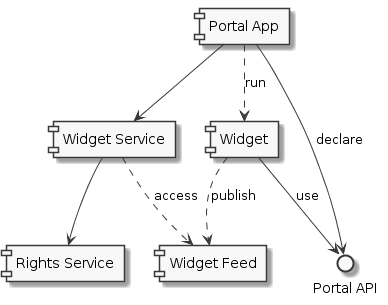 Portal App
run
Widget Service
Widget
declare
access
publish
use
Rights Service
Widget Feed
Portal API